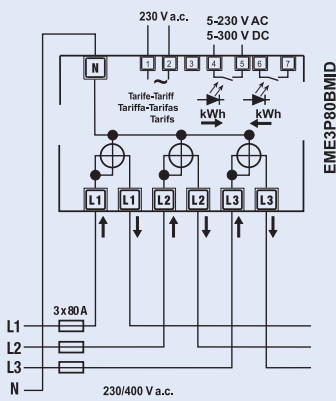 230 V a.c.
5-230 V AC
5-300 V DC
N
1
2
3
4
5
6
7
~
Tarife-Tariff
Tariffa-Tarifas
Tarifs
kWh
kWh
EME3P80BMID
L1
L1
L2
L2
L3
L3
3x80A
L1
L2
L3
N
230/400 V a.c.